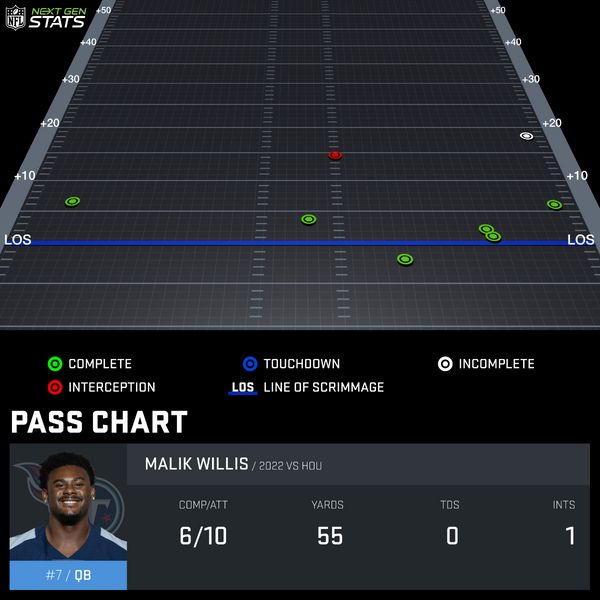 NFL NEXT GEN
STATS
+50 +50
+40 +40
+30 +30
+20 +20
+10 +10
LOS LOS
COMPLETE TOUCHDOWN INCOMPLETE
INTERCEPTION LOS LINE OF SCRIMMAGE
PASS CHART
MALIK WILLIS / 2022 VS HOU
COMP/ATT YARDS TDS INTS
6/10 55 0 1
#7 / QB